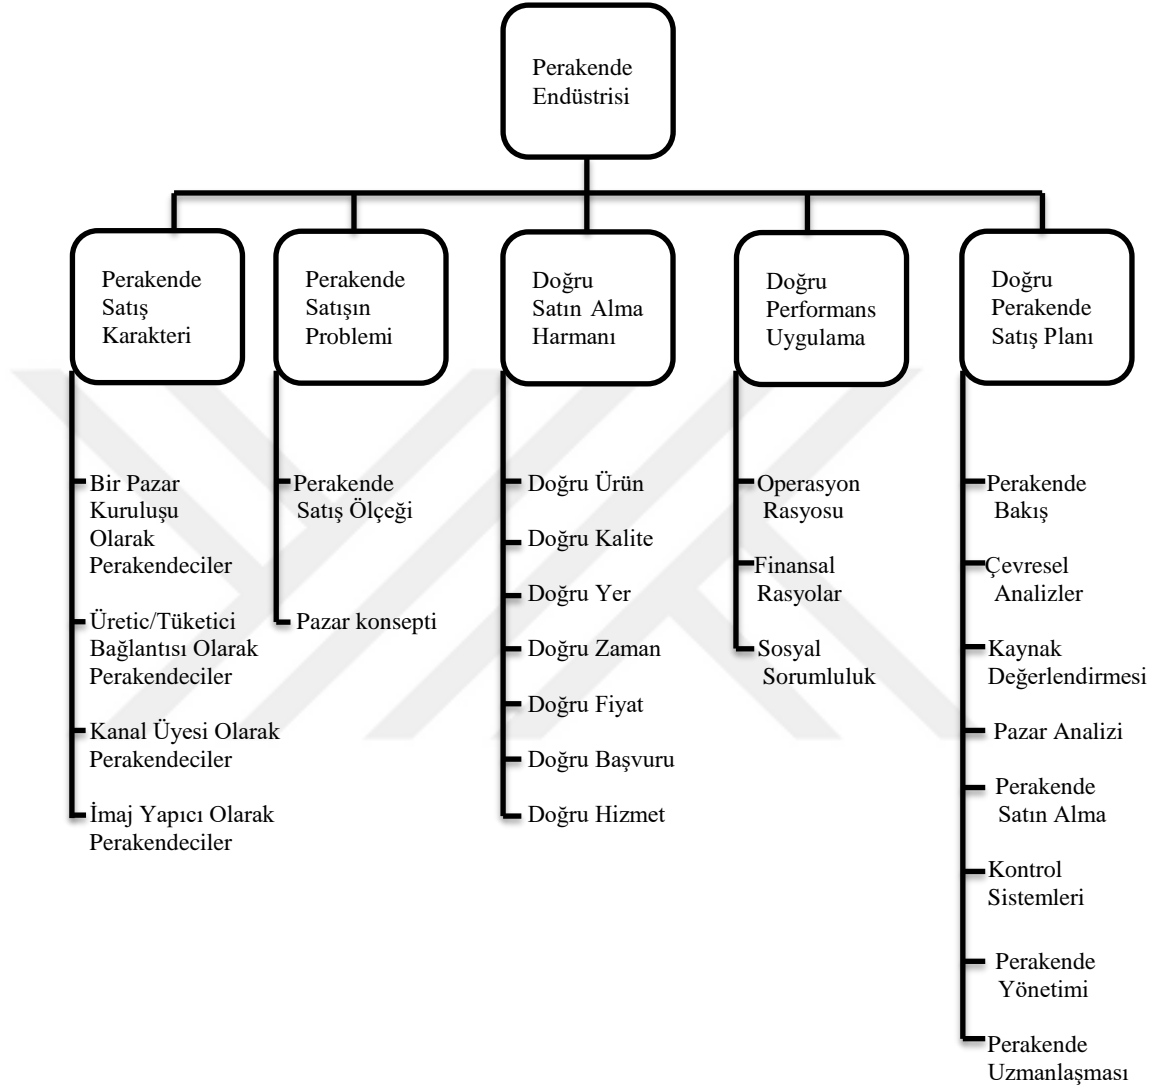 Perakende
Endüstrisi
Perakende
Satış
Karakteri
Perakende
Satışın
Problemi
Doğru
Satın Alma
Harmanı
Doğru
Performans
Uygulama
Doğru
Perakende
Satış Planı
Bir Pazar
Kuruluşu
Olarak
Perakendeciler
Üretic/Tüketici
Bağlantısı Olarak
Perakendeciler
Kanal Üyesi Olarak
Perakendeciler
İmaj Yapıcı Olarak
Perakendeciler
Perakende
Satış Ölçeği
Pazar konsepti
Doğru Ürün
Doğru Kalite
Doğru Yer
Doğru Zaman
Doğru Fiyat
Doğru Başvuru
Doğru Hizmet
Operasyon
Rasyosu
Finansal
Rasyolar
Sosyal
Sorumluluk
Perakende
Bakış
Çevresel
Analizler
Kaynak
Değerlendirmesi
Pazar Analizi
Perakende
Satın Alma
Kontrol
Sistemleri
Perakende
Yönetimi
Perakende
Uzmanlaşması